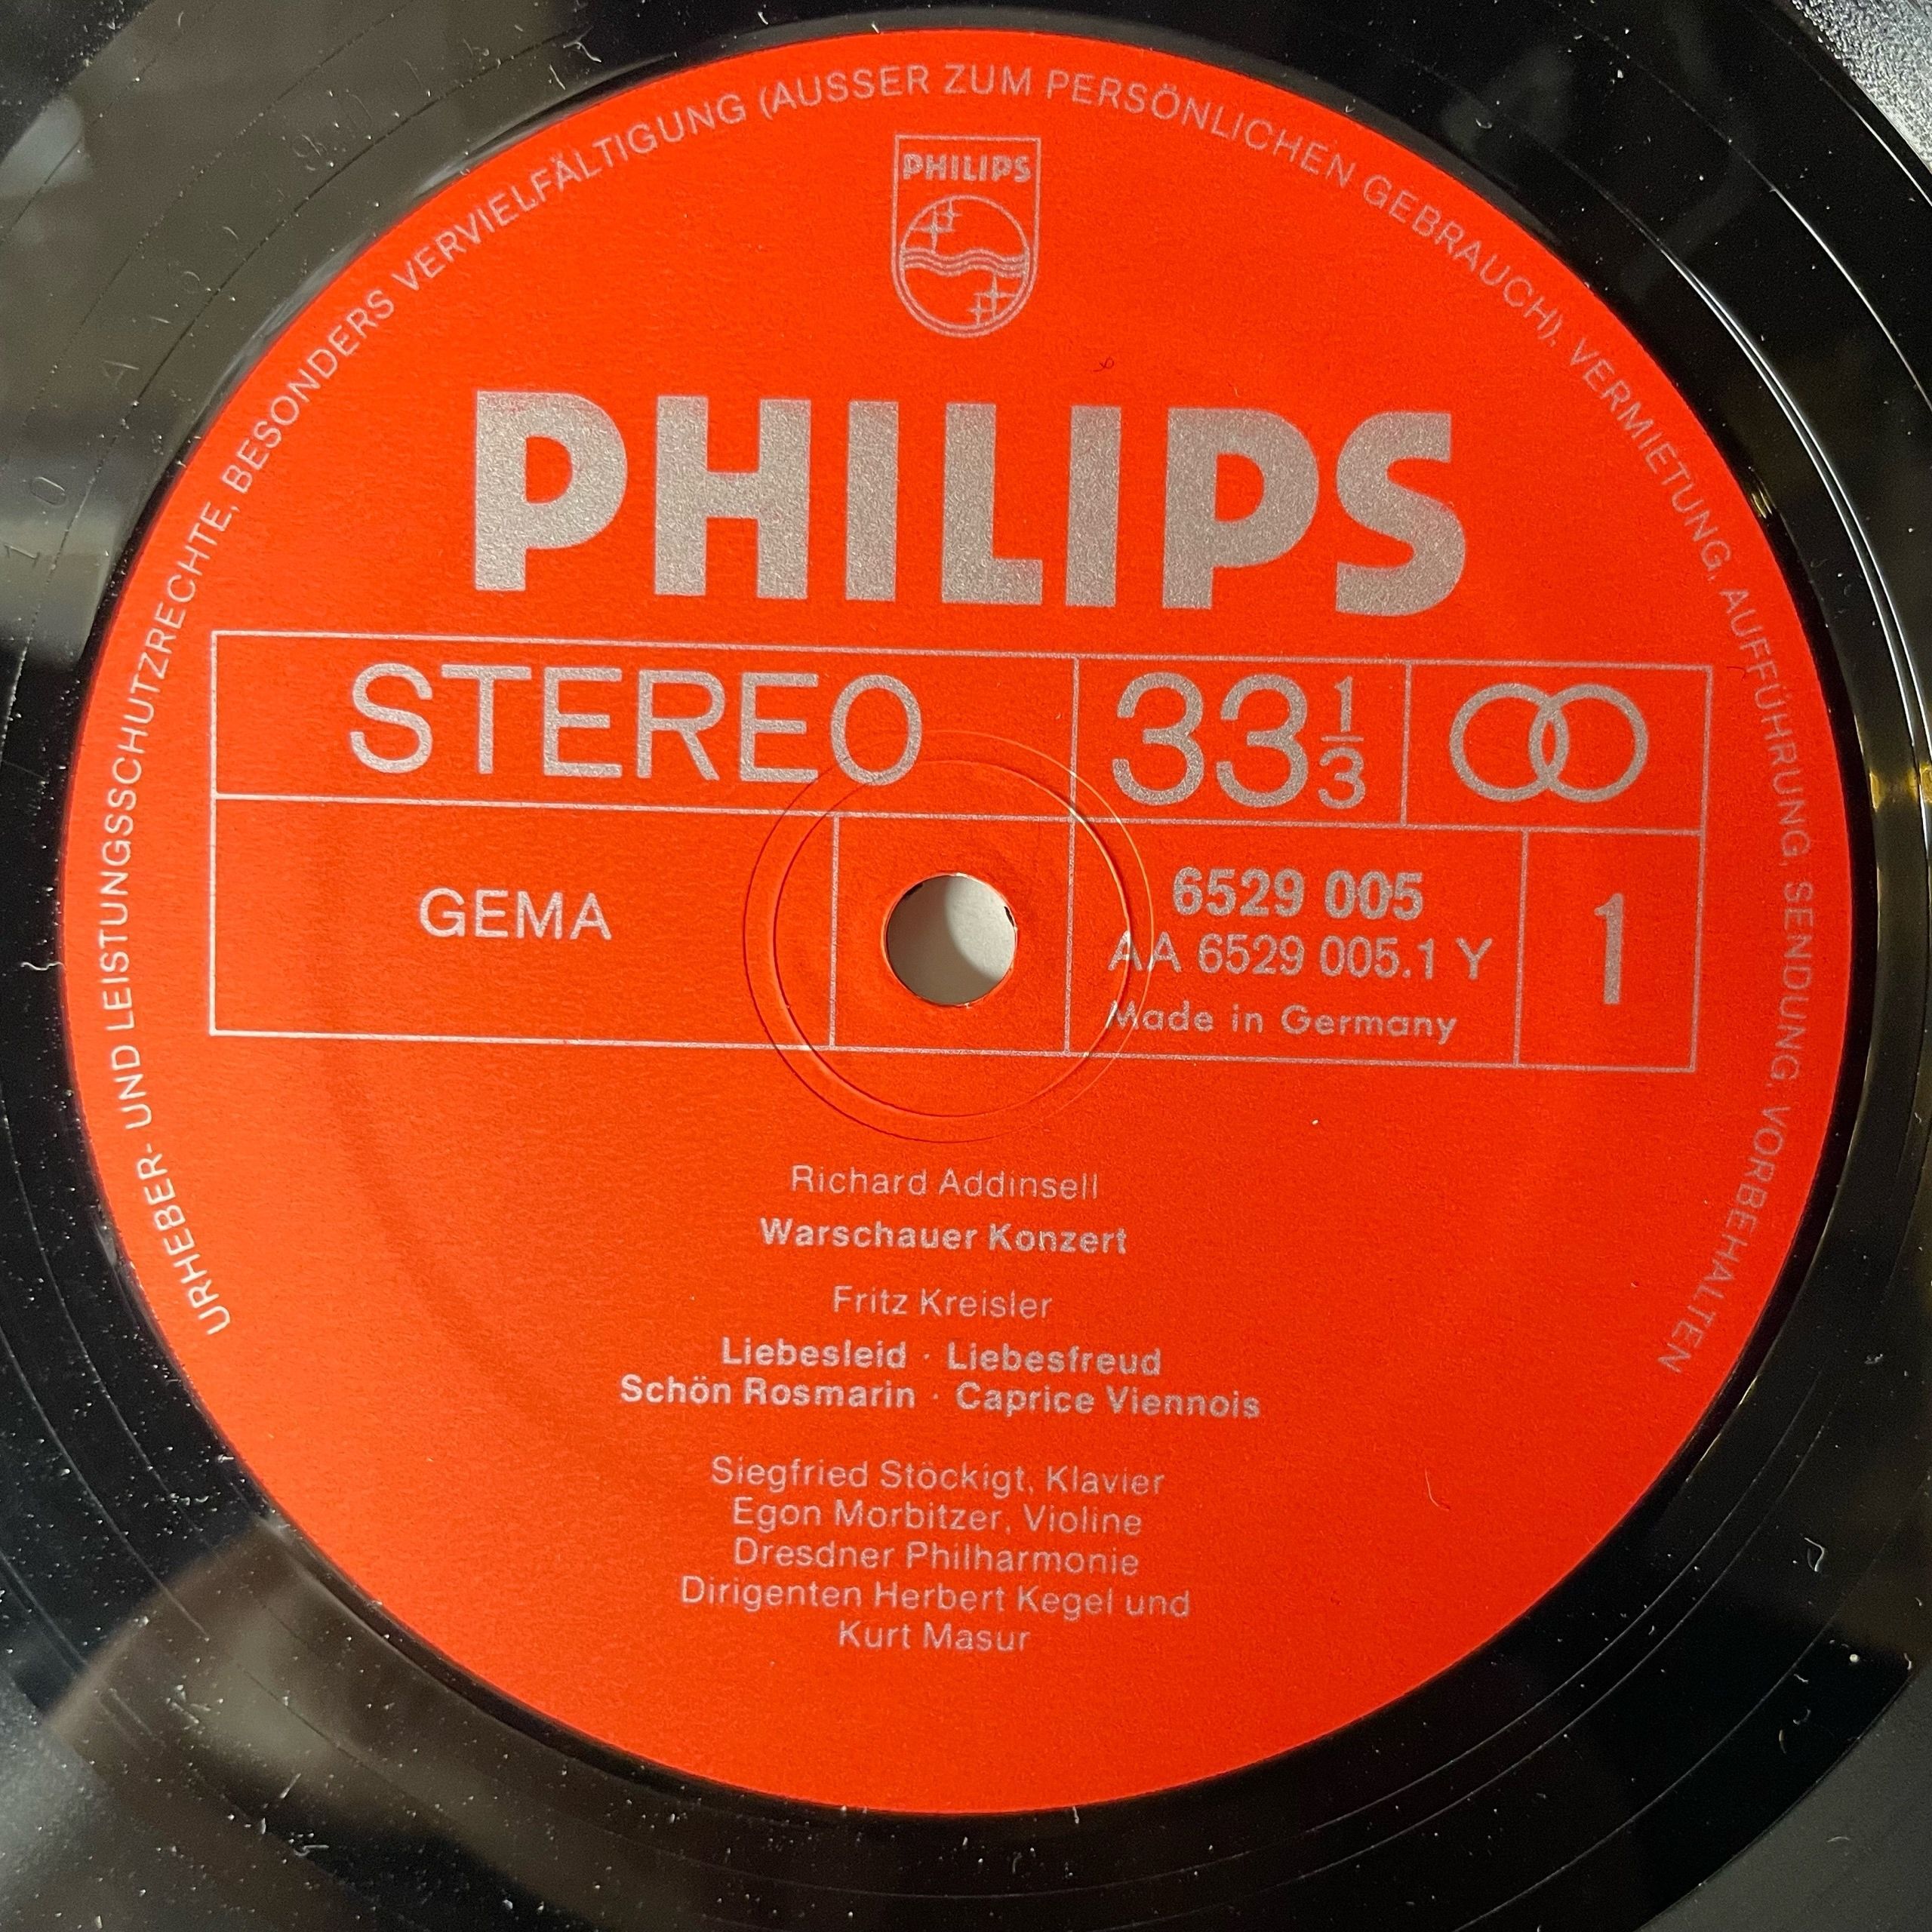 URHEBER- UND LEISTUNGSSCHUTZRECHTE, BESONDERS VERVIELFÄLTIGUNG (AUSSER ZUM PERSÖNLICHEN GEBRAUCH), VERMIETUNG, AUFFÜHRUNG, SENDUNG, VORBEHALTEN
PHILIPS
PHILIPS
STEREO
33 1/3
GEMA
6529 005
AA 6529 005.1 Y
Made in Germany
1
Richard Addinsell
Warschauer Konzert
Fritz Kreisler
Liebesleid · Liebesfreud
Schön Rosmarin · Caprice Viennois
Siegfried Stöckigt, Klavier
Egon Morbitzer, Violine
Dresdner Philharmonie
Dirigenten Herbert Kegel und
Kurt Masur